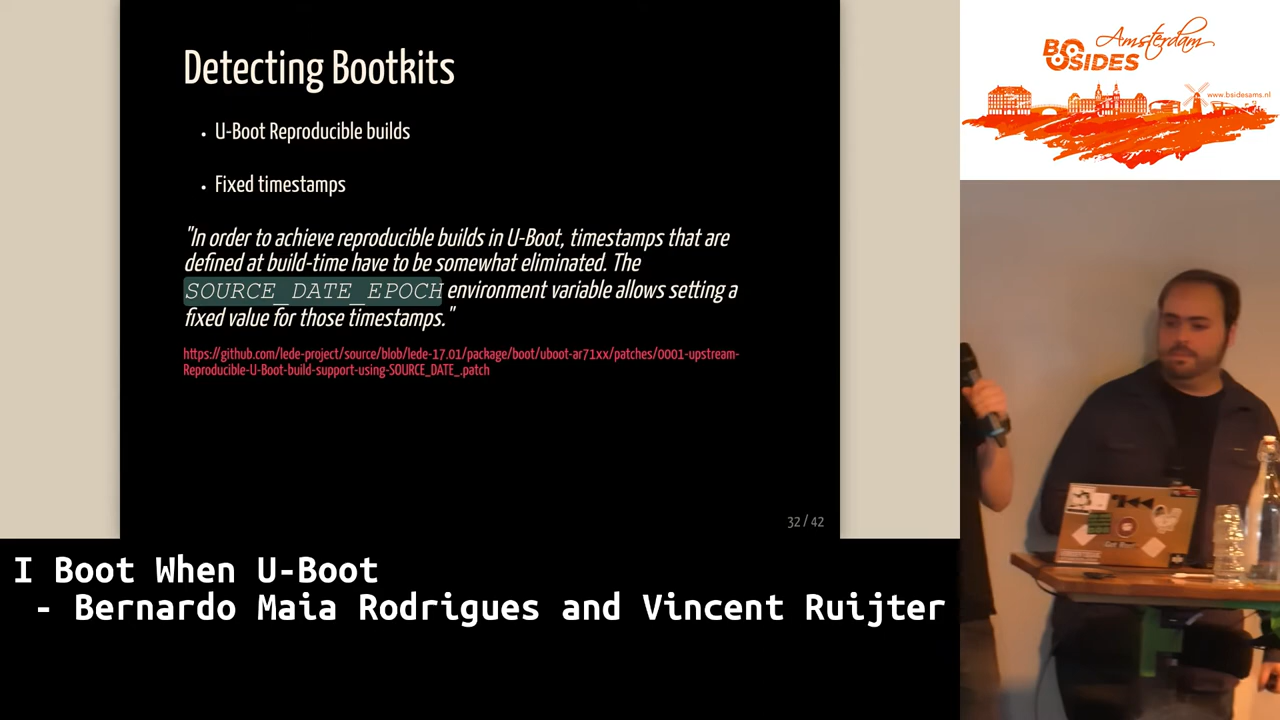 Detecting Bootkits
• U-Boot Reproducible builds
• Fixed timestamps
"In order to achieve reproducible builds in U-Boot, timestamps that are
defined at build-time have to be somewhat eliminated. The
SOURCE_DATE_EPOCH environment variable allows setting a
fixed value for those timestamps."
https://github.com/lede-project/source/blob/lede-17.01/package/boot/uboot-ar71xx/patches/0001-upstream-
Reproducible-U-Boot-build-support-using-SOURCE_DATE_.patch
32 / 42
I Boot When U-Boot
- Bernardo Maia Rodrigues and Vincent Ruijter
BSIDES Amsterdam
www.bsidesams.nl